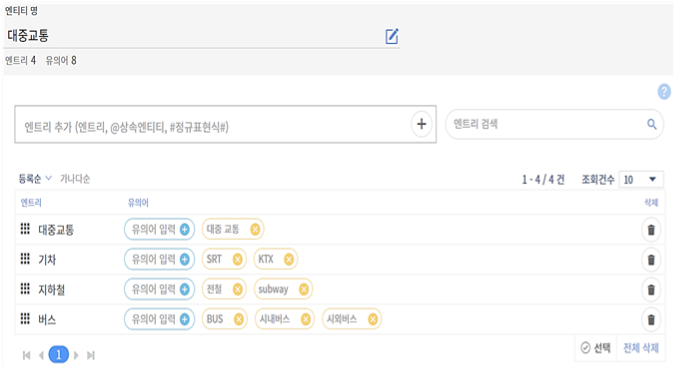 엔티티 명
대중교통
엔트리 4 유의어 8
?
엔트리 추가 (엔트리, @상속엔티티, #정규표현식#) +
엔트리 검색
등록순 가나다순
1 - 4 / 4 건 조회건수 10
엔트리 유의어 삭제
대중교통 유의어 입력 대중 교통
기차 유의어 입력 SRT KTX
지하철 유의어 입력 전철 subway
버스 유의어 입력 BUS 시내버스 시외버스
1
선택 전체 삭제